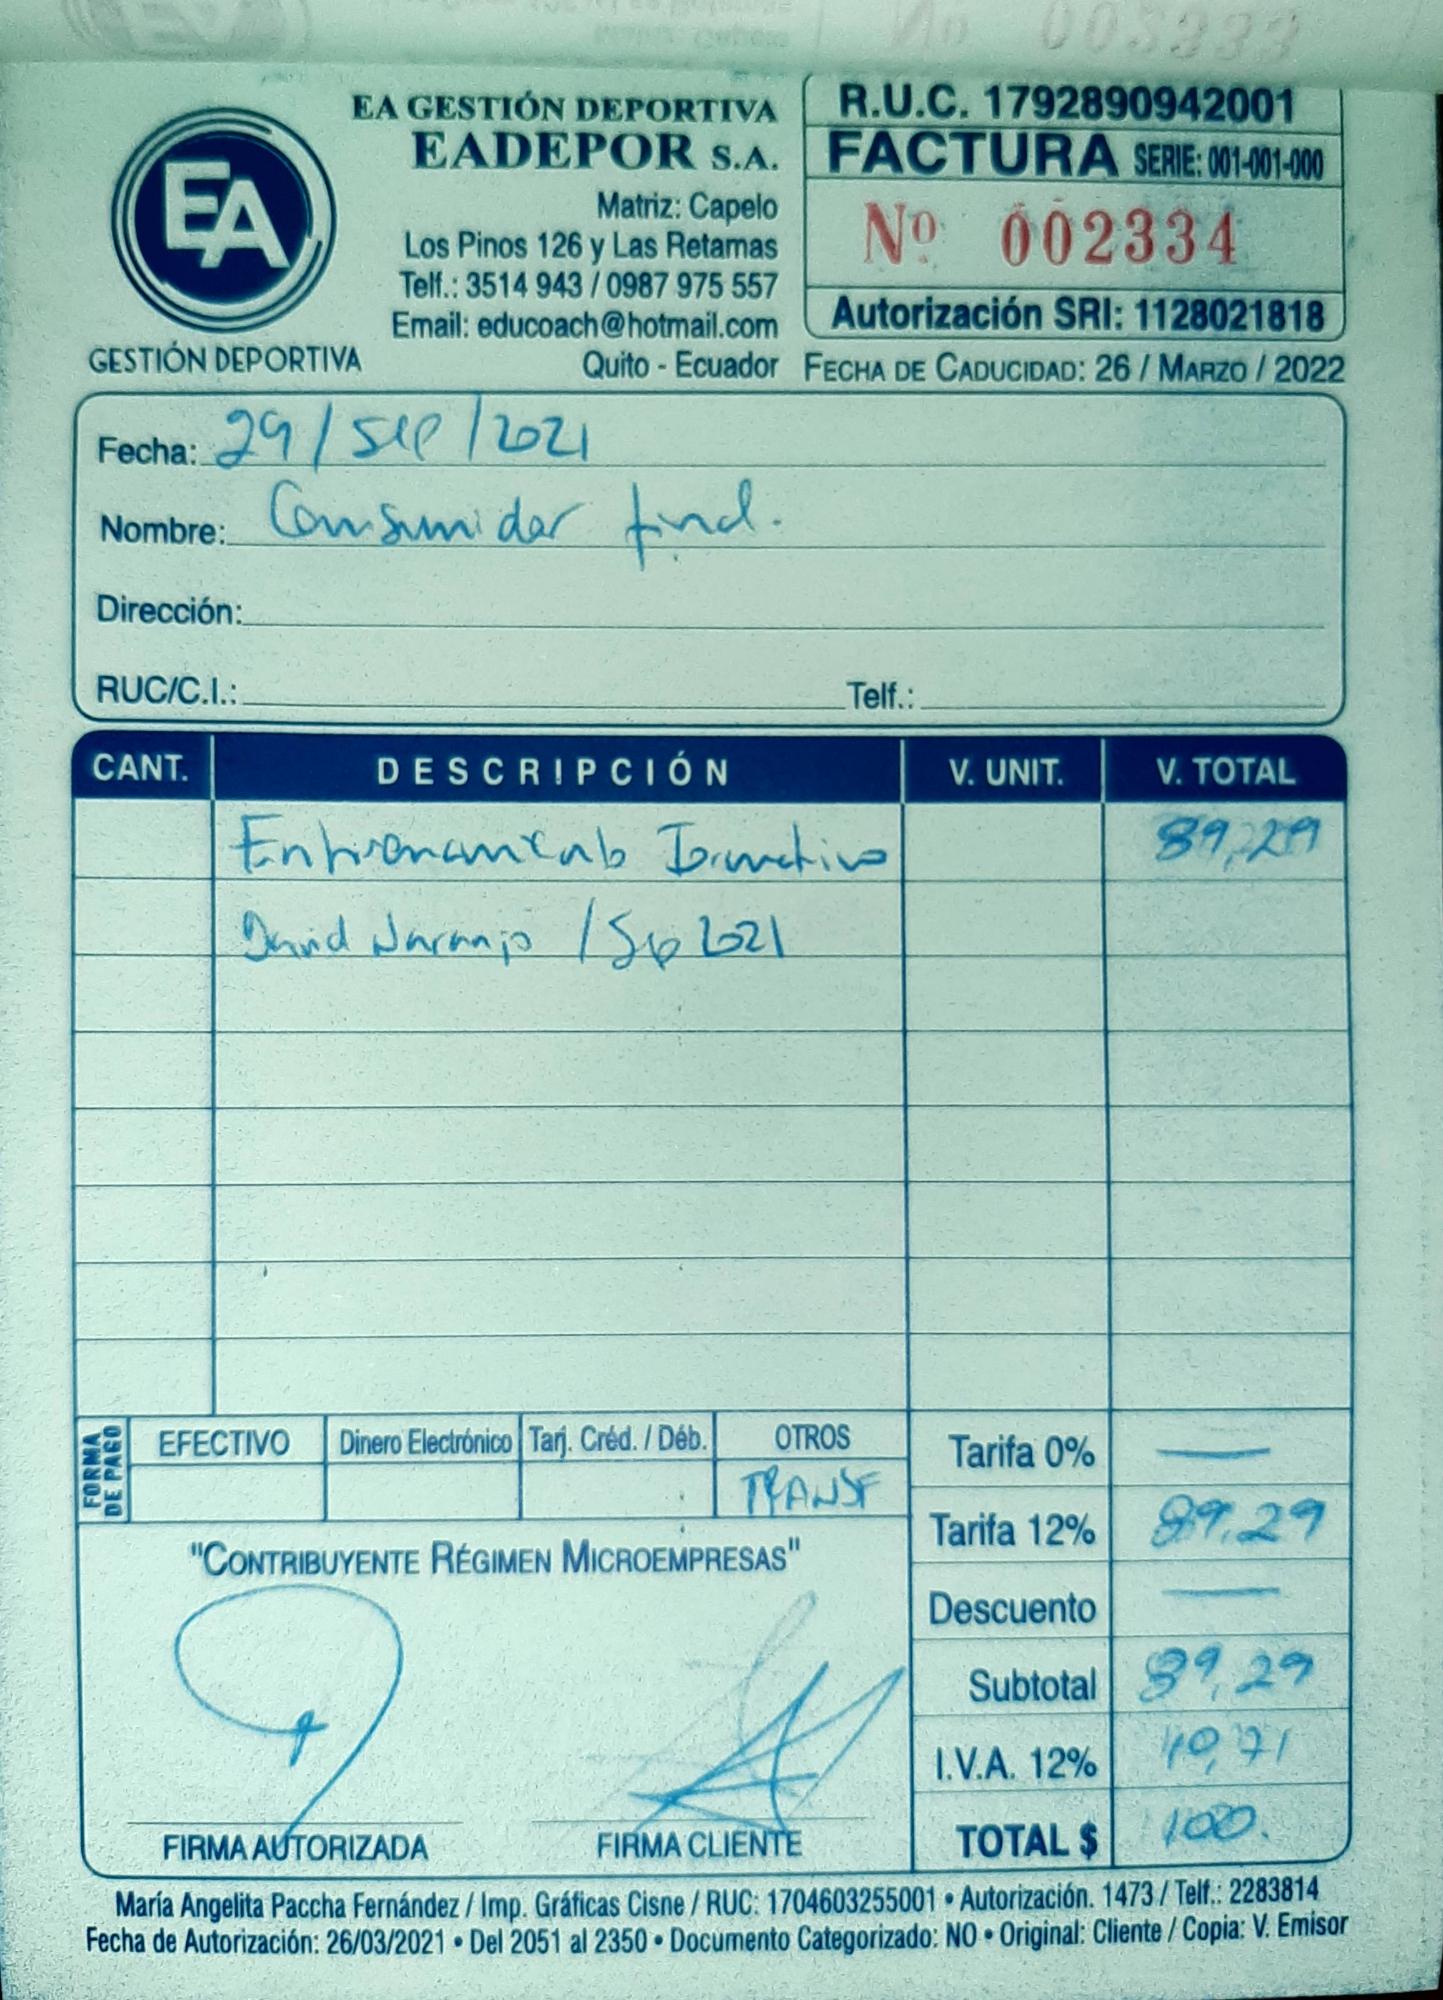 Nº 003333
EA
GESTIÓN DEPORTIVA
EA GESTIÓN DEPORTIVA
EADEPOR S.A.
Matriz: Capelo
Los Pinos 126 y Las Retamas
Telf.: 3514 943 / 0987 975 557
Email: educoach@hotmail.com
Quito - Ecuador
R.U.C. 1792890942001
FACTURA SERIE: 001-001-000
Nº 002334
Autorización SRI: 1128021818
FECHA DE CADUCIDAD: 26 / MARZO / 2022
Fecha: 29/Sep/2021
Nombre: Consumidor final.
Dirección:
RUC/C.I.: Telf.:
CANT. DESCRIPCIÓN V. UNIT. V. TOTAL
Entrenamiento 89,29
David Naranjo / Sep 2021
FORMA DE PAGO
EFECTIVO Dinero Electrónico Tarj. Créd. / Déb. OTROS
TRANSF
Tarifa 0% —
Tarifa 12% 89,29
Descuento —
Subtotal 89,29
I.V.A. 12% 10,71
TOTAL $ 100.
"CONTRIBUYENTE RÉGIMEN MICROEMPRESAS"
FIRMA AUTORIZADA FIRMA CLIENTE
María Angelita Paccha Fernández / Imp. Gráficas Cisne / RUC: 1704603255001 • Autorización. 1473 / Telf.: 2283814
Fecha de Autorización: 26/03/2021 • Del 2051 al 2350 • Documento Categorizado: NO • Original: Cliente / Copia: V. Emisor